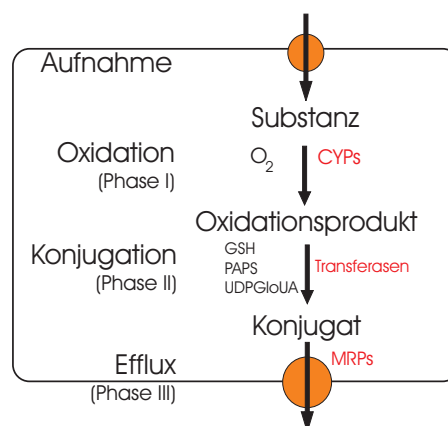 Aufnahme
Substanz
Oxidation
(Phase I)
O2
CYPs
Oxidationsprodukt
Konjugation
(Phase II)
GSH
PAPS
UDPGloUA
Transferasen
Konjugat
MRPs
Efflux
(Phase III)